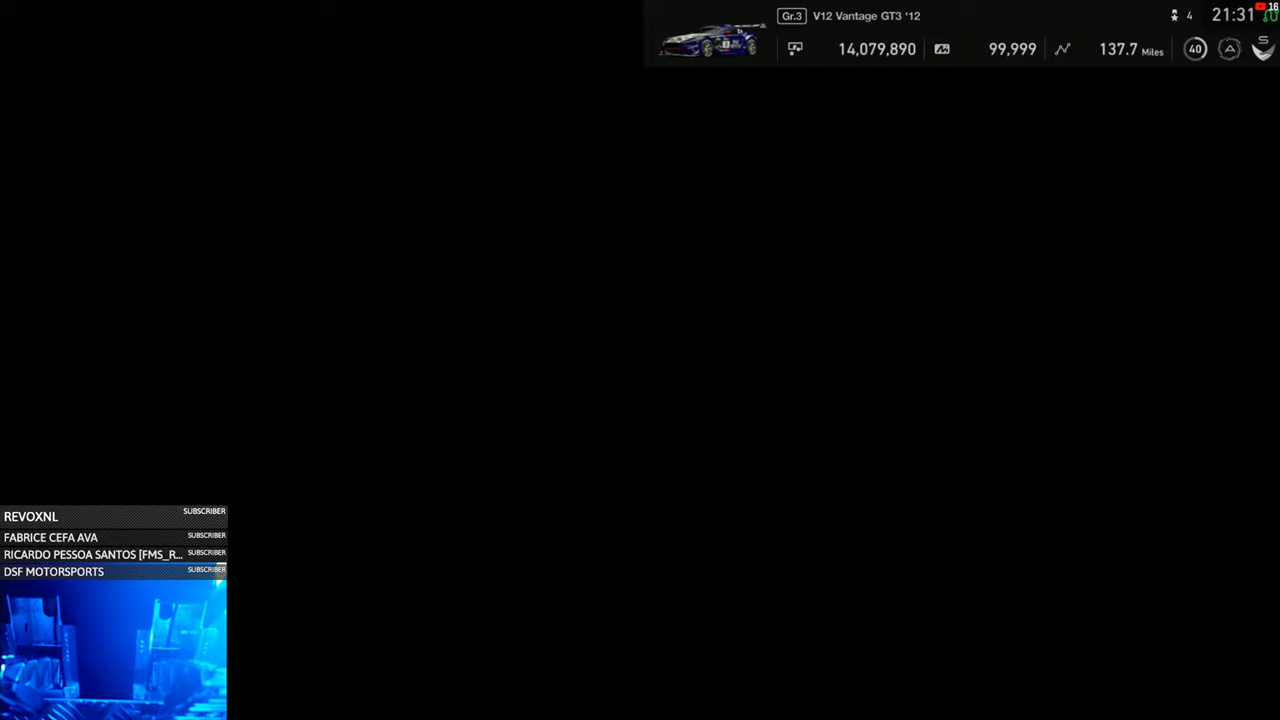 Gr.3 V12 Vantage GT3 '12 4 21:31 16
14,079,890 99,999 137.7 Miles 40 A S
REVOXNL SUBSCRIBER
FABRICE CEFA AVA SUBSCRIBER
RICARDO PESSOA SANTOS [FMS_R... SUBSCRIBER
DSF MOTORSPORTS SUBSCRIBER